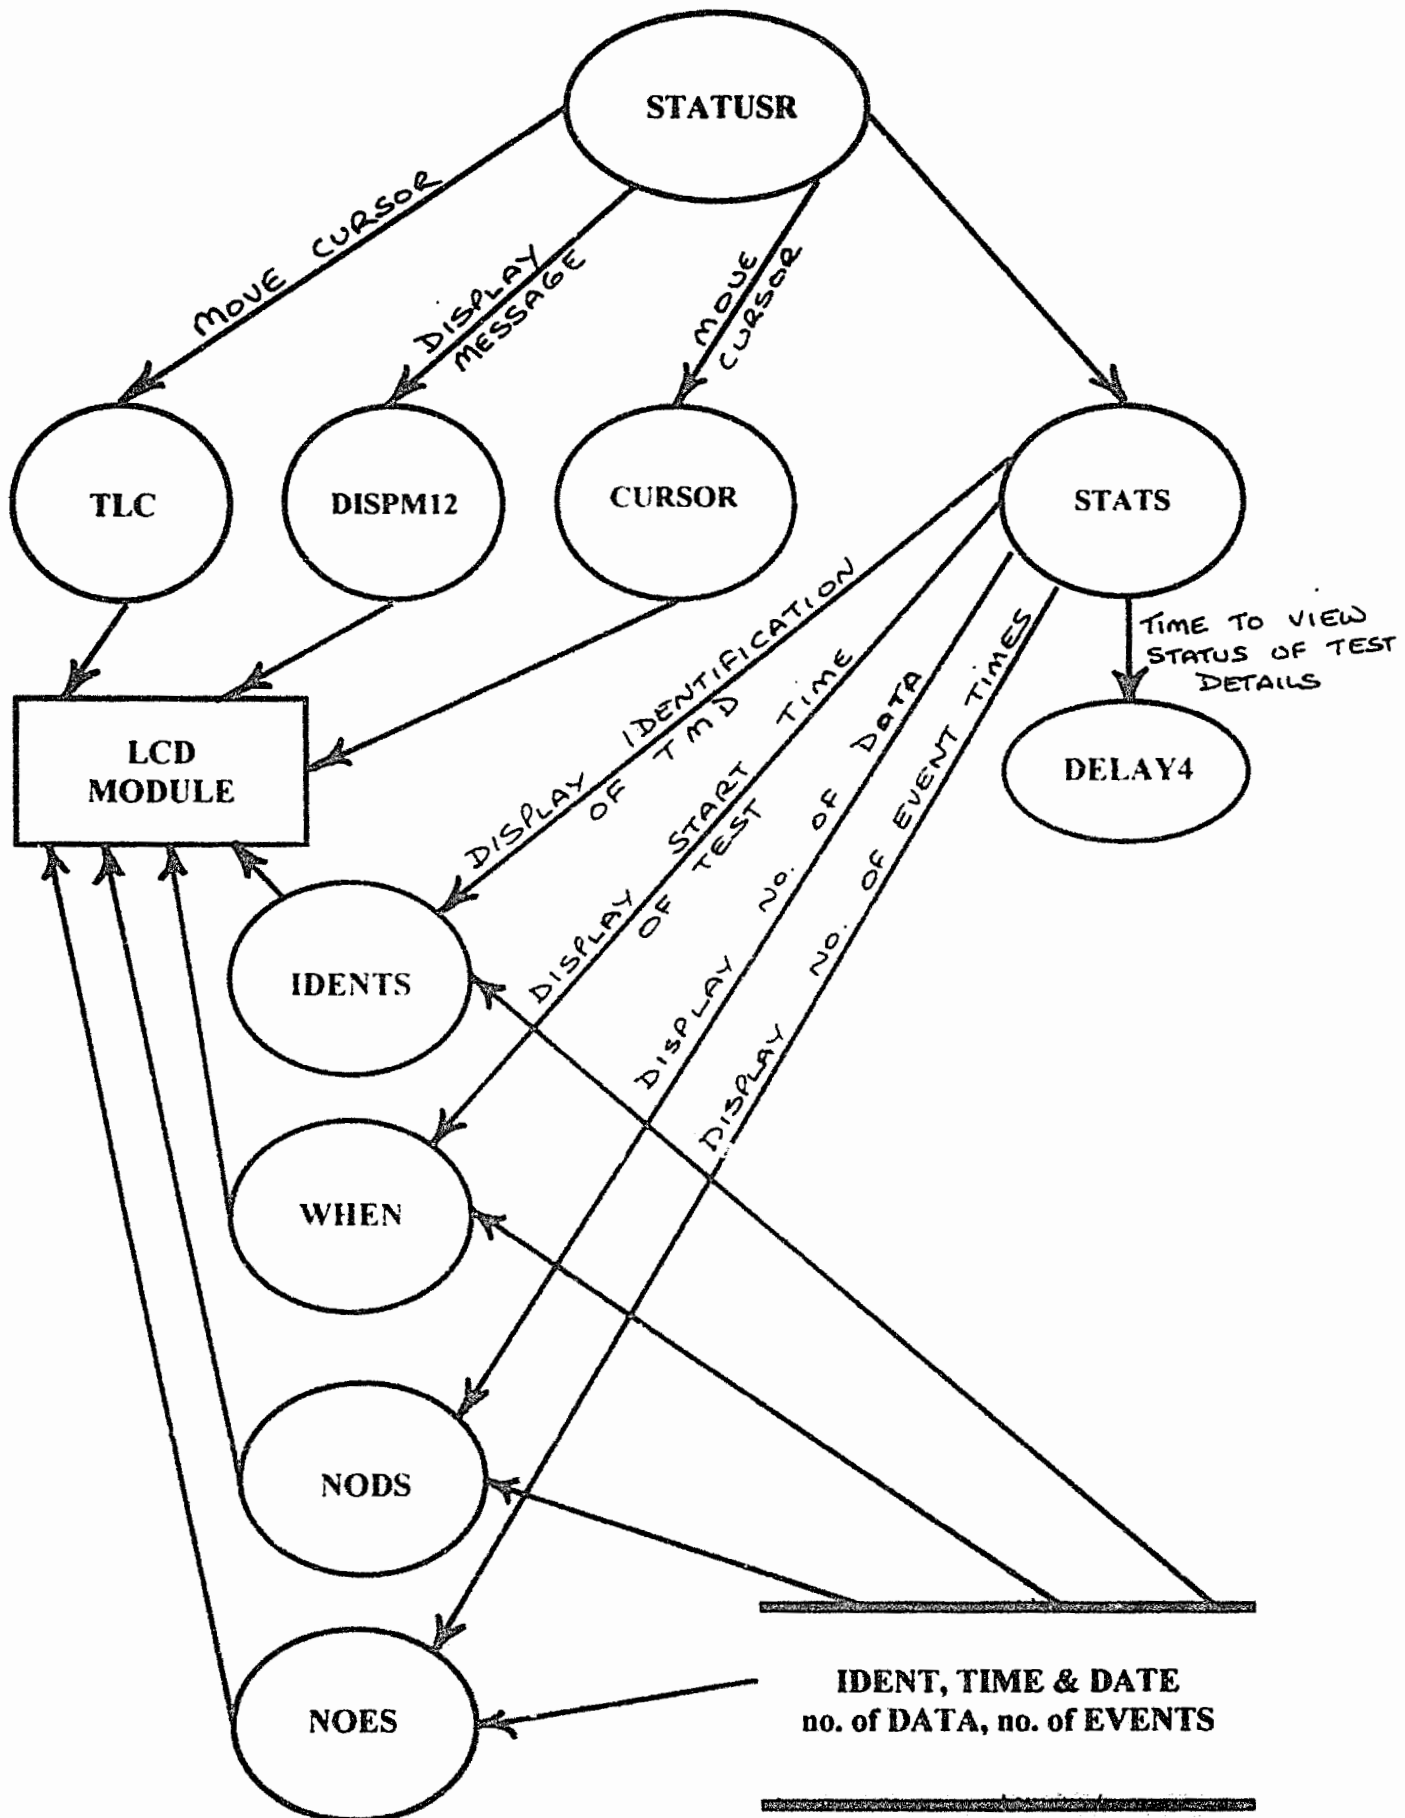 STATUSR
MOVE CURSOR
DISPLAY
MESSAGE
MOVE
CURSOR
TLC
DISPM12
CURSOR
STATS
TIME TO VIEW
STATUS OF TEST
DETAILS
LCD
MODULE
DELAY4
DISPLAY IDENTIFICATION
OF TMD
DISPLAY START TIME
OF TEST
DISPLAY NO. OF DATA
DISPLAY NO. OF EVENT TIMES
IDENTS
WHEN
NODS
NOES
IDENT, TIME & DATE
no. of DATA, no. of EVENTS